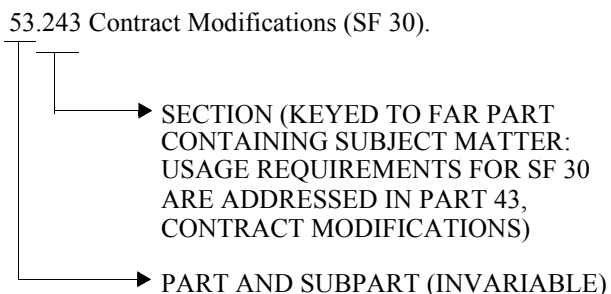 53.243 Contract Modifications (SF 30).
SECTION (KEYED TO FAR PART
CONTAINING SUBJECT MATTER:
USAGE REQUIREMENTS FOR SF 30
ARE ADDRESSED IN PART 43,
CONTRACT MODIFICATIONS)
PART AND SUBPART (INVARIABLE)